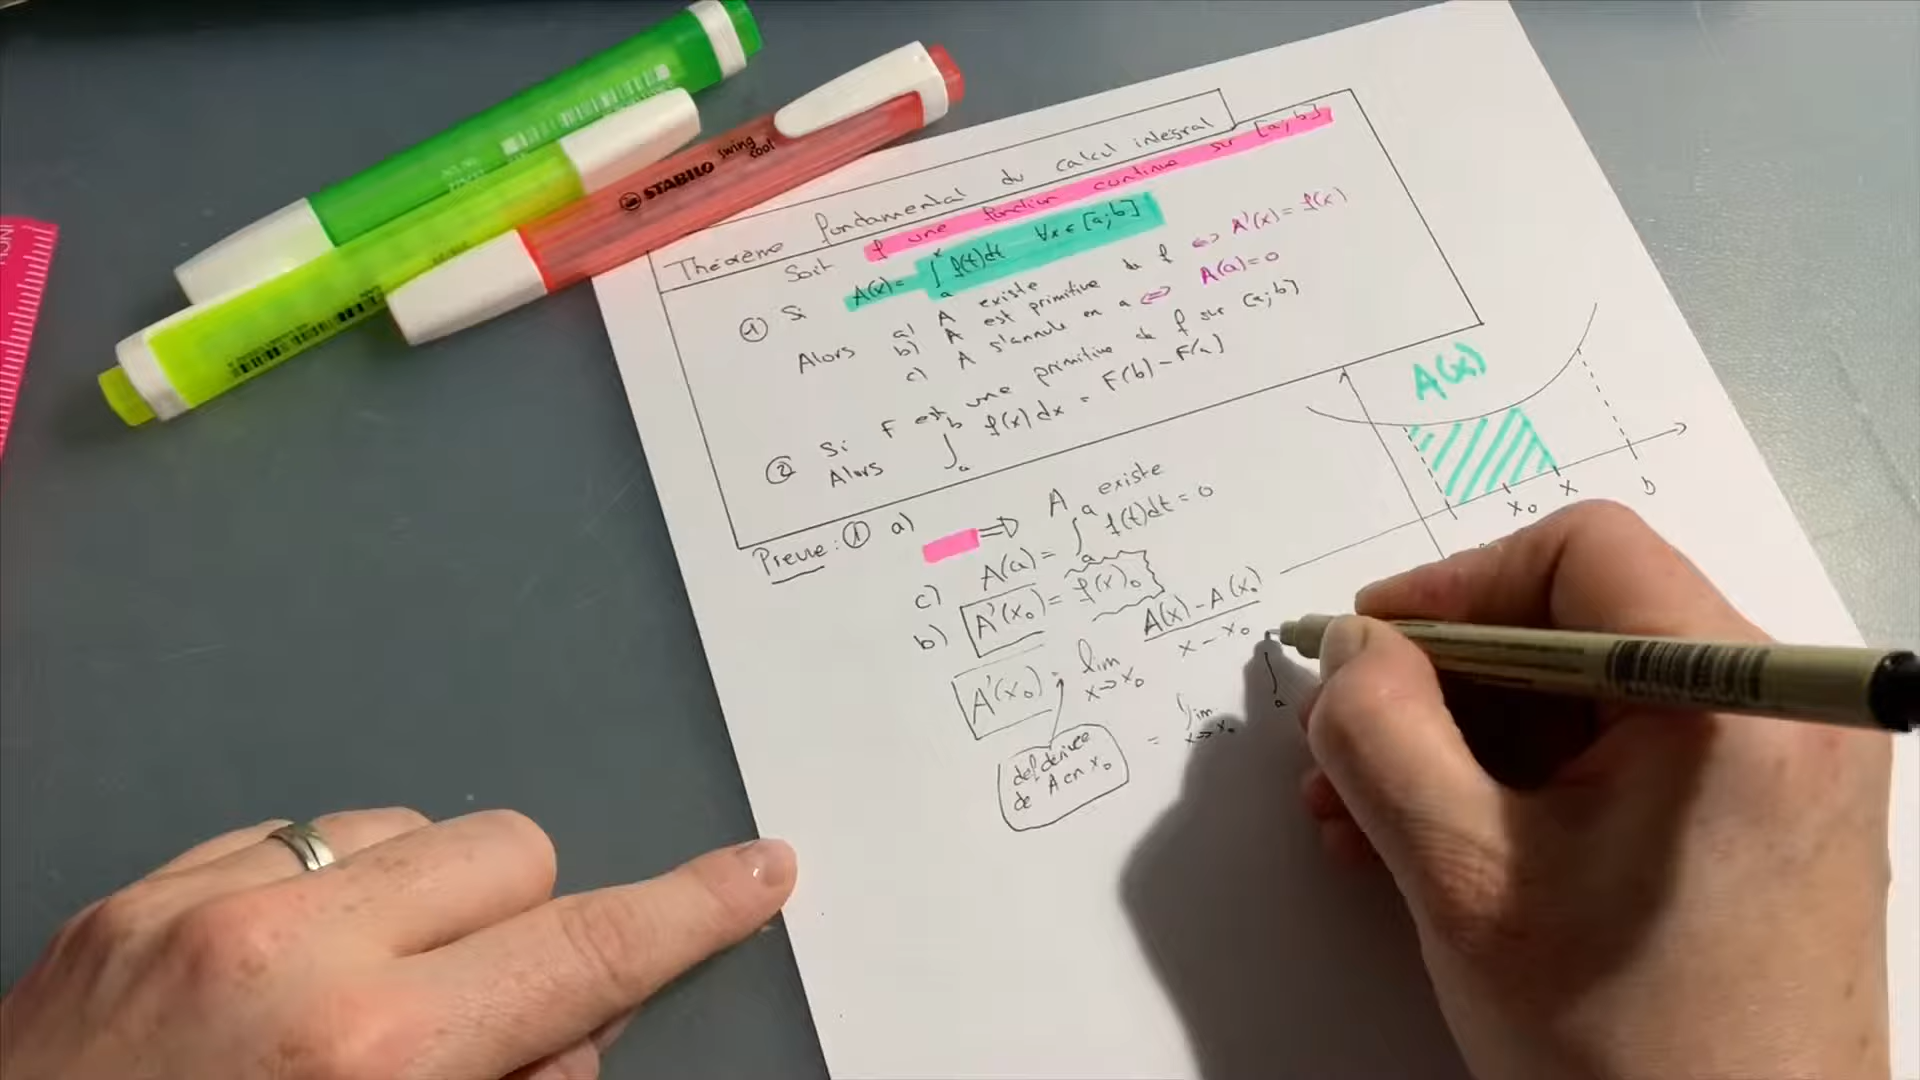 STABILO swing cool
Théorème fondamental du calcul intégral
Soit f une fonction continue sur [a;b]
① Si A(x) = ∫ₐˣ f(t)dt ∀x ∈ [a;b]
Alors a) A existe
b) A est primitive de f <=> A'(x) = f(x)
c) A s'annule en a <=> A(a) = 0
② Si F est une primitive de f sur [a;b]
Alors ∫ₐᵇ f(x)dx = F(b) - F(a)
A(x)
x₀ x b
Preuve: ① a) => A existe
c) A(a) = ∫ₐᵃ f(t)dt = 0
b) A'(x₀) = f(x)₀
A'(x₀) = lim x→x₀ A(x) - A(x₀) / x - x₀
= lim x→x₀ ∫ₐ
def dérivée
de A en x₀